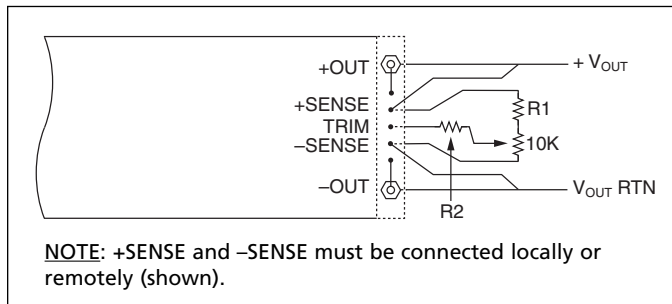 +OUT
+ VOUT
+SENSE
R1
TRIM
10K
–SENSE
–OUT
VOUT RTN
R2
NOTE: +SENSE and –SENSE must be connected locally or
remotely (shown).